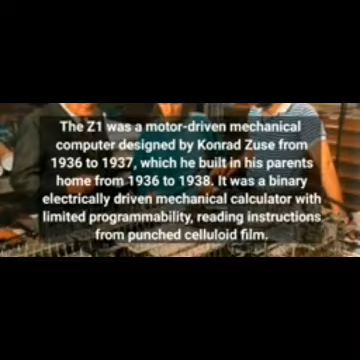 The Z1 was a motor-driven mechanical
computer designed by Konrad Zuse from
1936 to 1937, which he built in his parents
home from 1936 to 1938. It was a binary
electrically driven mechanical calculator with
limited programmability, reading instructions
from punched celluloid film.